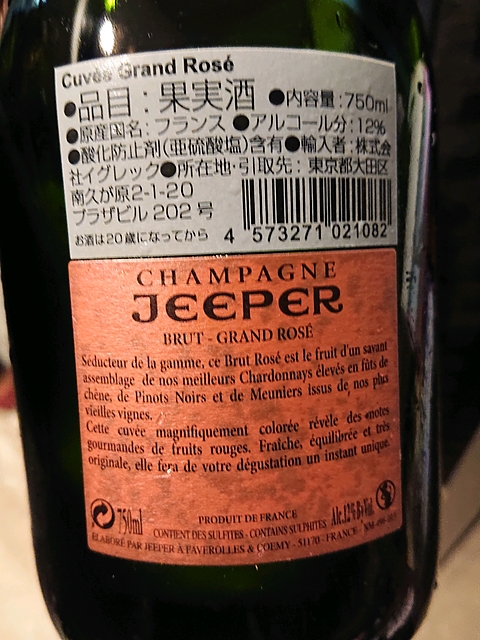 Cuvée Grand Rosé
●品目：果実酒 ●内容量：750ml
●原産国名：フランス ●アルコール分：12%
●酸化防止剤（亜硫酸塩）含有 ●輸入者：株式会
社イグレック ●所在地・引取先：東京都大田区
南久が原2-1-20
プラザビル 202 号
お酒は20歳になってから
4 573271 021082
CHAMPAGNE
JEEPER
BRUT - GRAND ROSÉ
Séducteur de la gamme, ce Brut Rosé est le fruit d'un savant
assemblage de nos meilleurs Chardonnays élevés en fûts de
chêne, de Pinots Noirs et de Meuniers issus de nos plus
vieilles vignes.
Cette cuvée magnifiquement colorée révèle des notes
gourmandes de fruits rouges. Fraîche, équilibrée et très
originale, elle fera de votre dégustation un instant unique.
750ml
PRODUIT DE FRANCE
Alc.12% By Vol.
CONTIENT DES SULFITES - CONTAINS SULPHITES
ÉLABORÉ PAR JEEPER À FAVEROLLES & COEMY - 51170 - FRANCE -